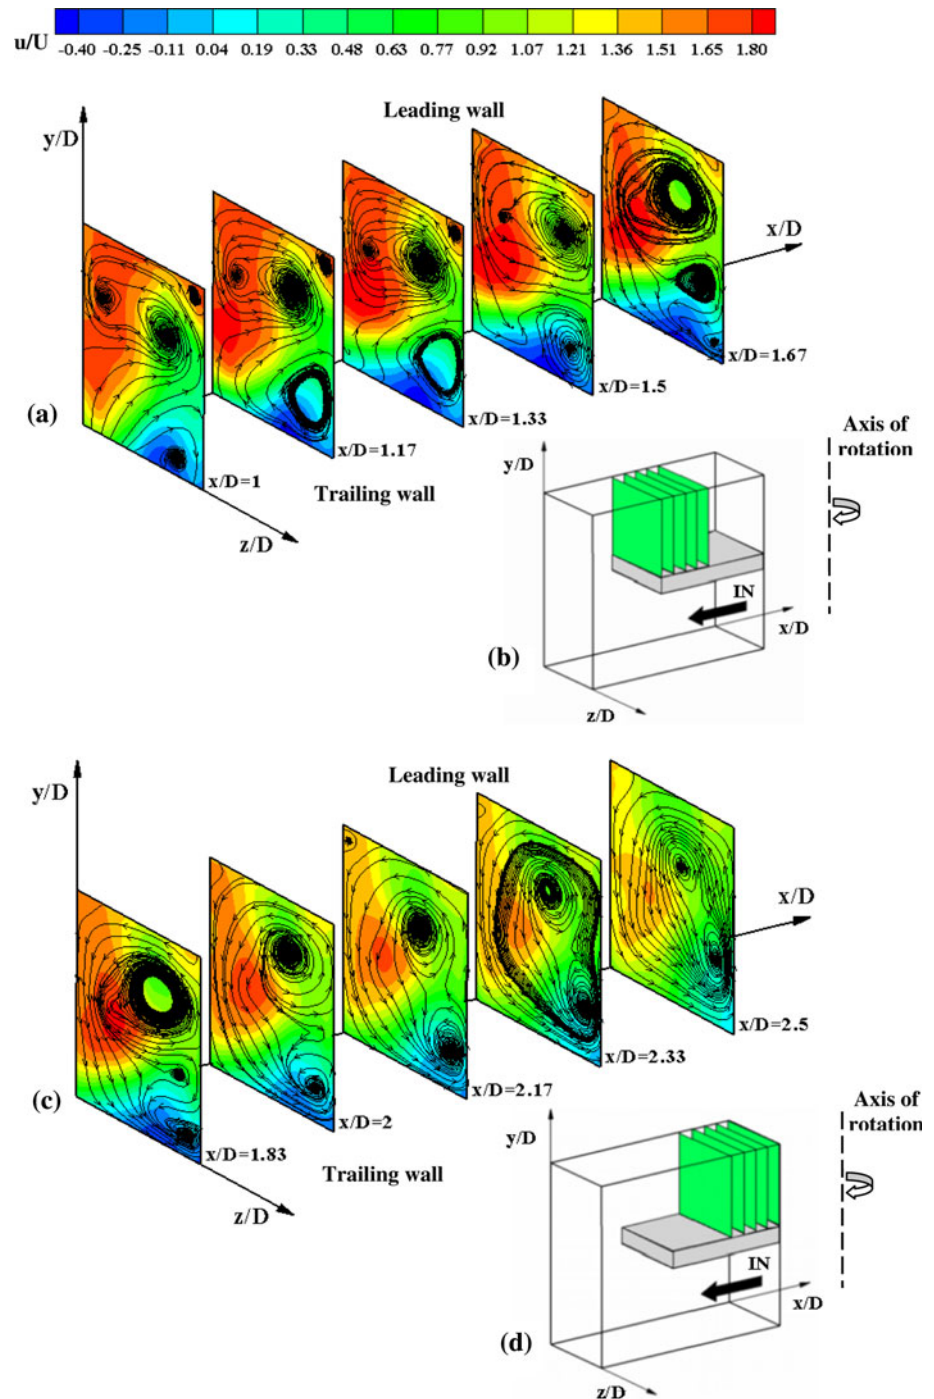 u/U
-0.40 -0.25 -0.11 0.04 0.19 0.33 0.48 0.63 0.77 0.92 1.07 1.21 1.36 1.51 1.65 1.80
Leading wall
y/D
x/D
x/D=1.67
x/D=1.5
x/D=1.33
x/D=1.17
x/D=1
(a)
Trailing wall
z/D
Axis of
rotation
y/D
IN
x/D
(b)
z/D
Leading wall
y/D
x/D
x/D=2.5
x/D=2.33
x/D=2.17
x/D=2
x/D=1.83
(c)
Trailing wall
z/D
Axis of
rotation
y/D
IN
x/D
(d)
z/D